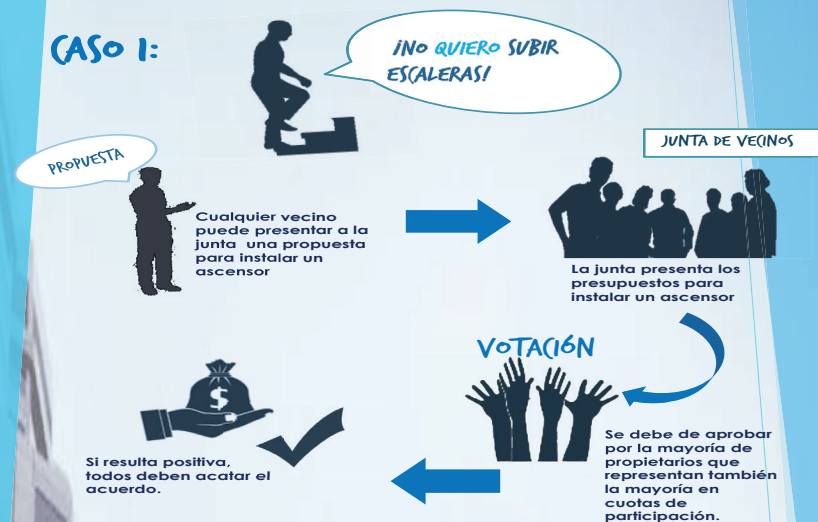 CASO 1:
¡NO QUIERO SUBIR
ESCALERAS!
PROPUESTA
JUNTA DE VECINOS
Cualquier vecino
puede presentar a la
junta una propuesta
para instalar un
ascensor
La junta presenta los
presupuestos para
instalar un ascensor
VOTACIÓN
Se debe de aprobar
por la mayoría de
propietarios que
representan también
la mayoría en
cuotas de
participación.
$
Si resulta positiva,
todos deben acatar el
acuerdo.